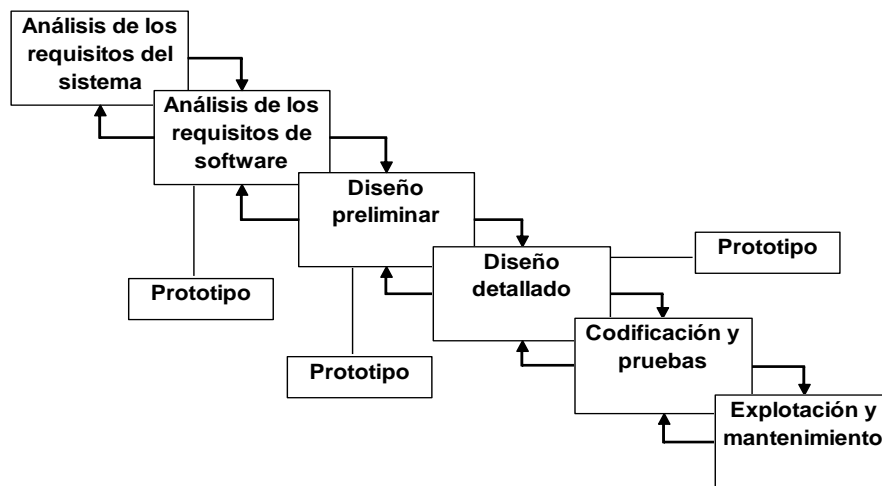 Análisis de los
requisitos del
sistema
Análisis de los
requisitos de
software
Diseño
preliminar
Prototipo
Diseño
detallado
Prototipo
Codificación y
pruebas
Prototipo
Explotación y
mantenimiento